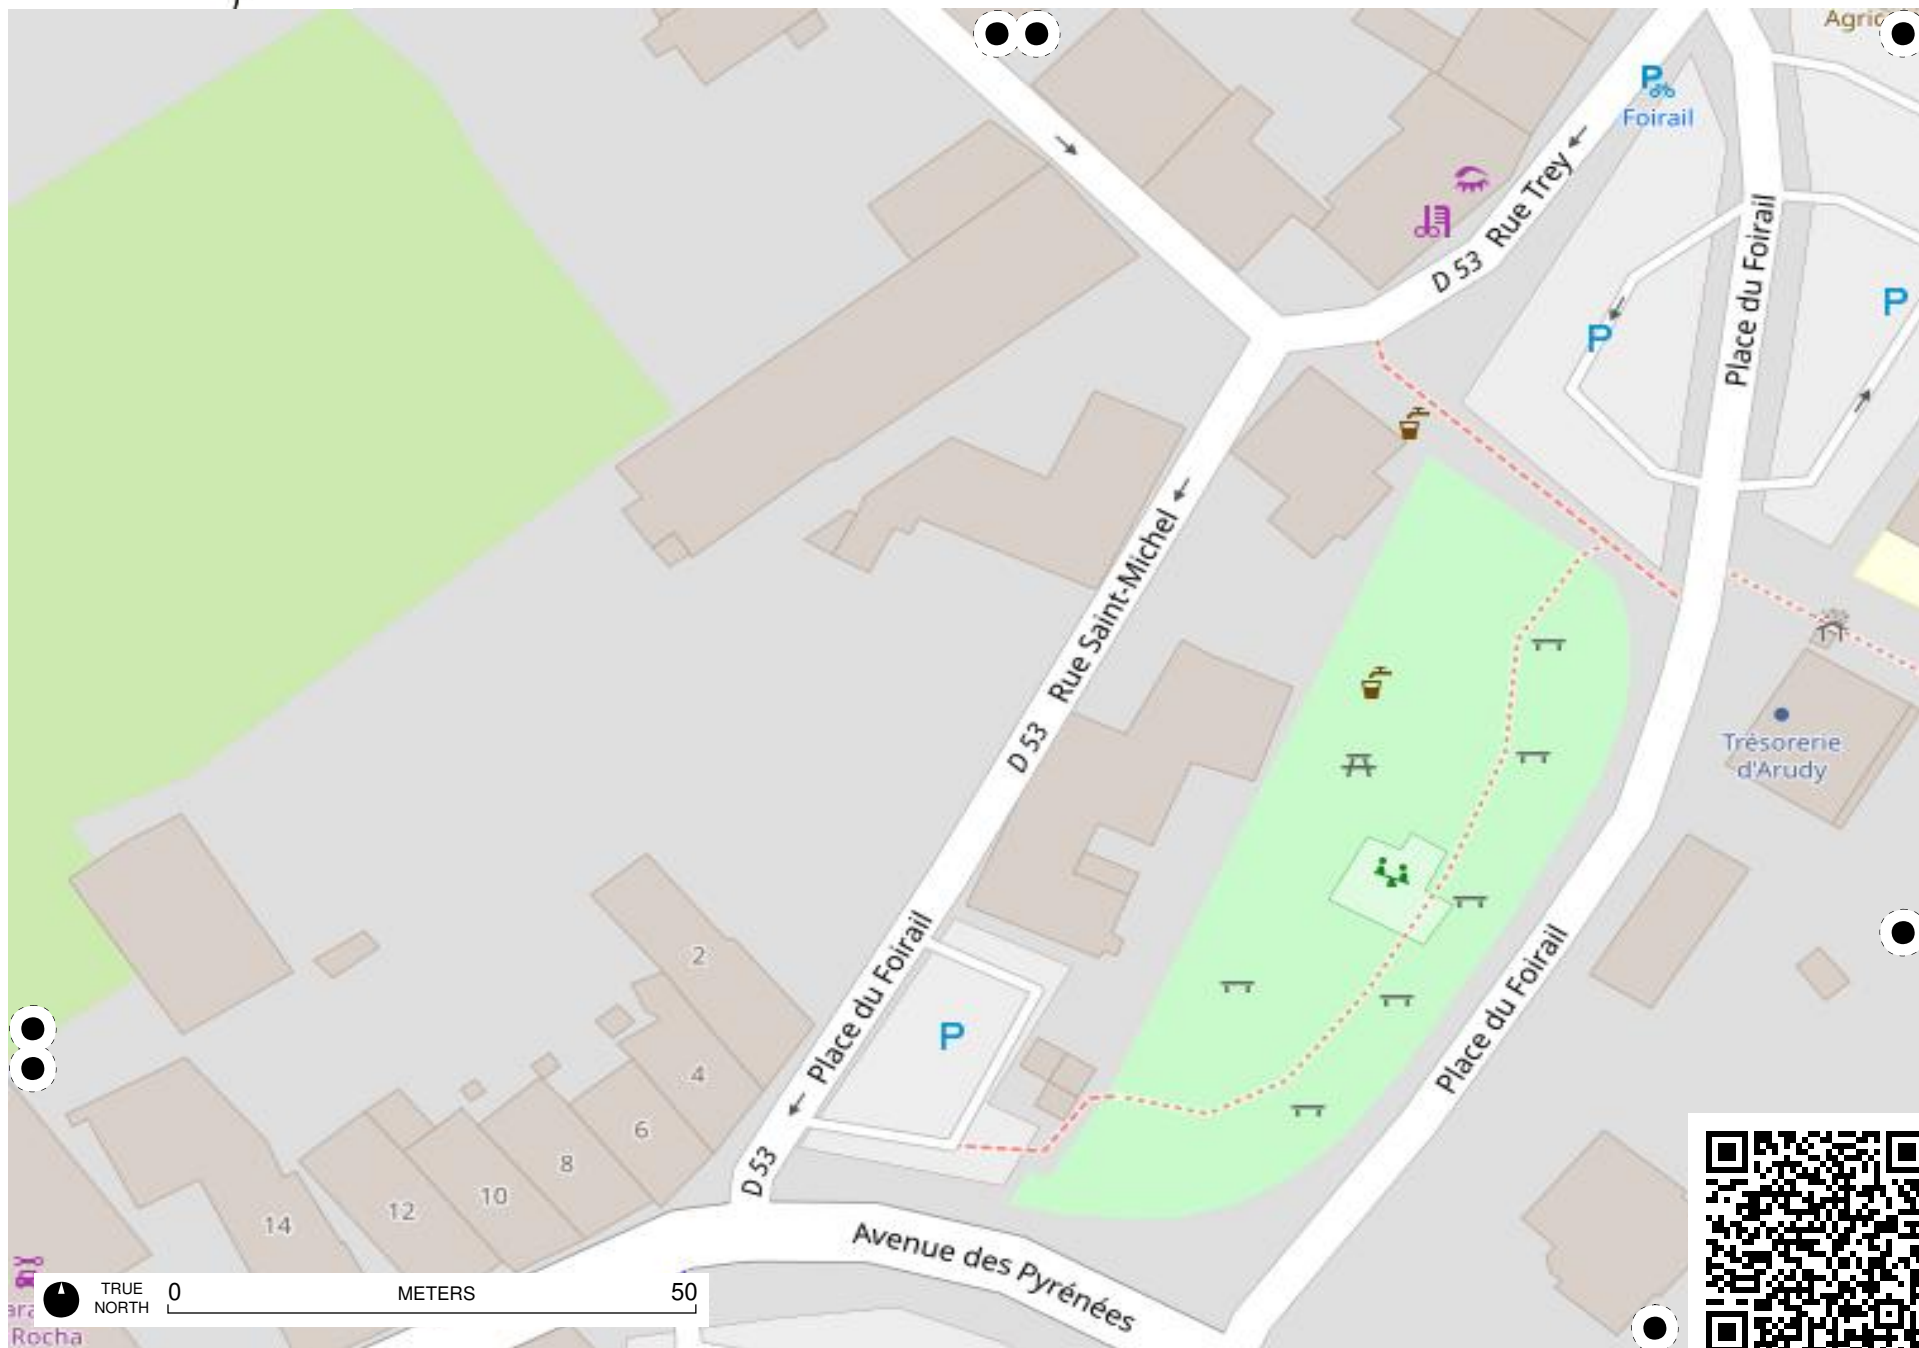 Agric
P
Foirail
D 53 Rue Trey
Place du Foirail
P
P
D 53 Rue Saint-Michel
Trésorerie
d'Arudy
Place du Foirail
P
Place du Foirail
D 53
2
4
6
8
10
12
14
Avenue des Pyrénées
Rocha
TRUE
NORTH
0 METERS 50